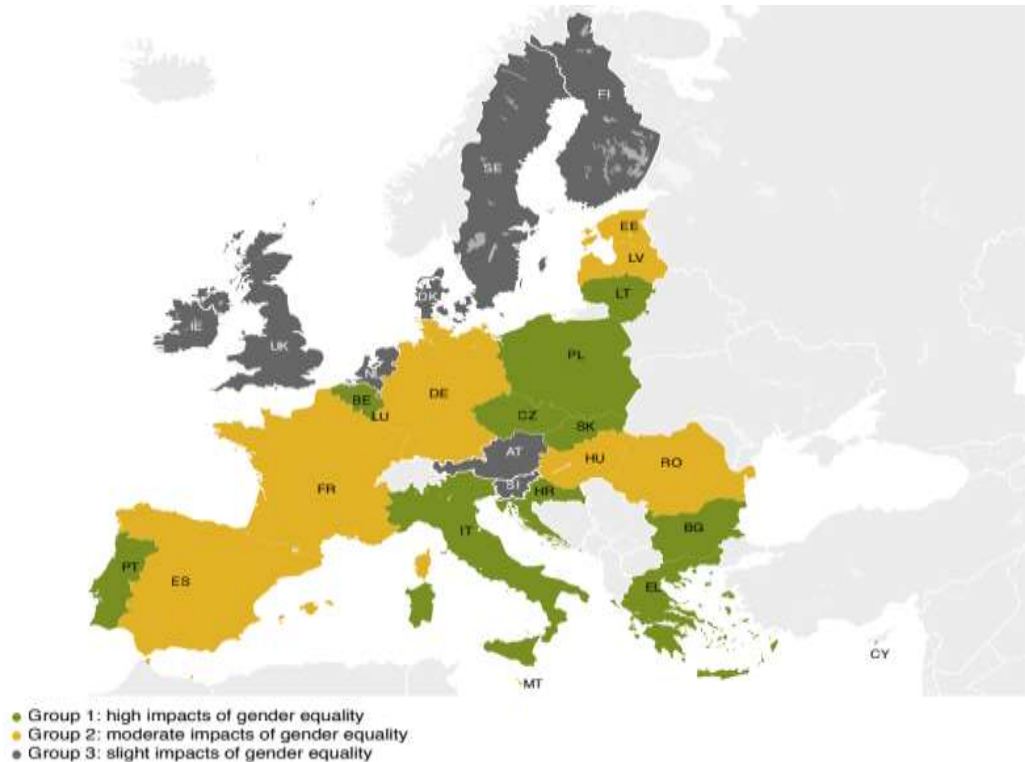 FI
SE
EE
LV
LT
DK
IE
UK
NL
PL
DE
BE
LU
CZ
SK
AT
HU
RO
SI
HR
FR
IT
BG
PT
ES
EL
CY
MT
Group 1: high impacts of gender equality
Group 2: moderate impacts of gender equality
Group 3: slight impacts of gender equality